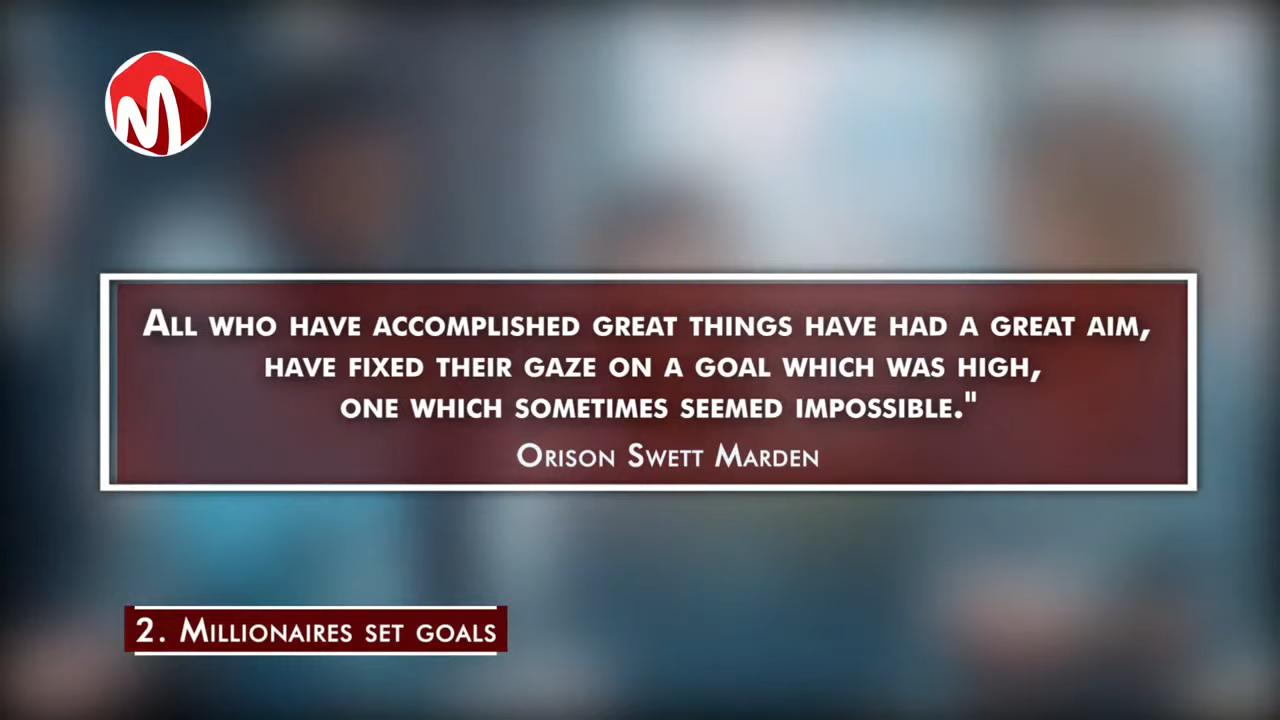 M
All who have accomplished great things have had a great aim,
have fixed their gaze on a goal which was high,
one which sometimes seemed impossible."
Orison Swett Marden
2. Millionaires set goals